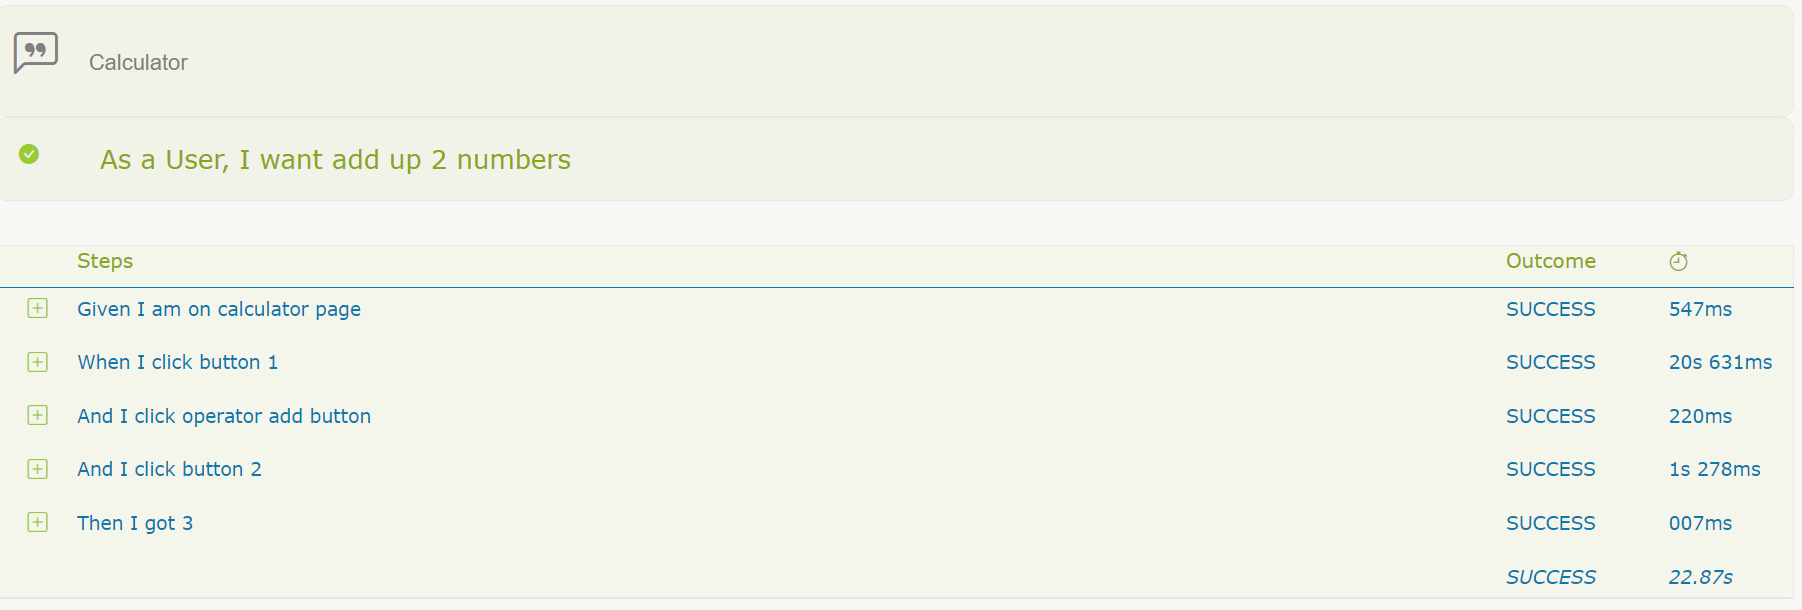 Calculator
As a User, I want add up 2 numbers
Steps Outcome
Given I am on calculator page SUCCESS 547ms
When I click button 1 SUCCESS 20s 631ms
And I click operator add button SUCCESS 220ms
And I click button 2 SUCCESS 1s 278ms
Then I got 3 SUCCESS 007ms
SUCCESS 22.87s